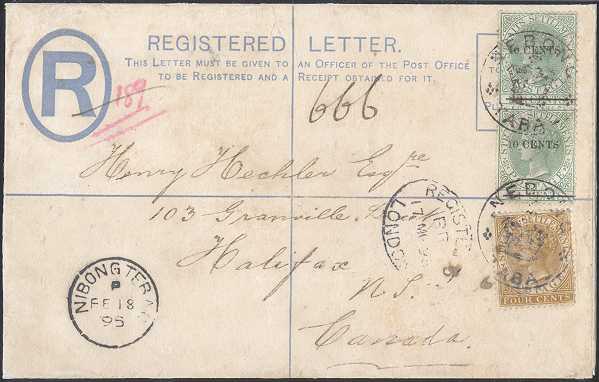 REGISTERED LETTER.
THIS LETTER MUST BE GIVEN TO AN OFFICER OF THE POST OFFICE
TO BE REGISTERED AND A RECEIPT OBTAINED FOR IT.
R
189
666
10 CENTS
10 CENTS
Henry Hechler Esqre
103 Granville
Halifax
N.S.
Canada
FOUR CENTS
REGISTERED
LONDON
NIBONG TEBAL
P
FE 18
95